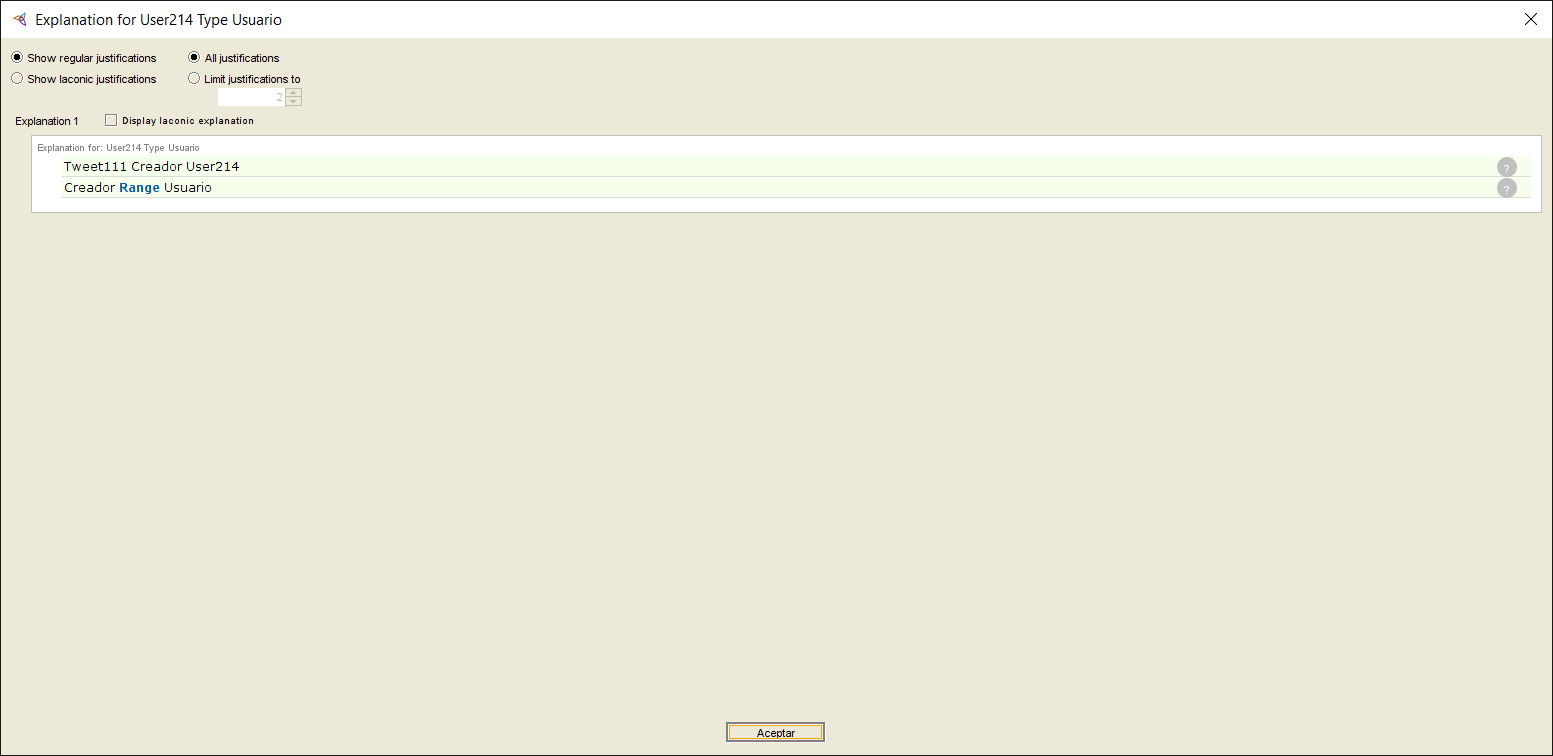 Explanation for User214 Type Usuario
Show regular justifications All justifications
Show laconic justifications Limit justifications to
2
Explanation 1 Display laconic explanation
Explanation for: User214 Type Usuario
Tweet111 Creador User214 ?
Creador Range Usuario ?
Aceptar